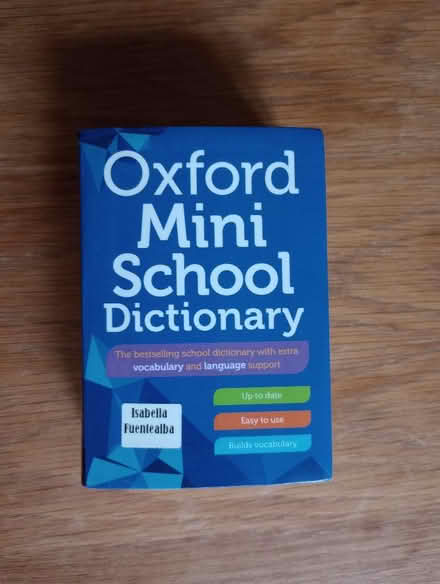 Oxford
Mini
School
Dictionary
The bestselling school dictionary with extra
vocabulary and language support
Up to date
Easy to use
Builds vocabulary
Isabella
Fuentealba